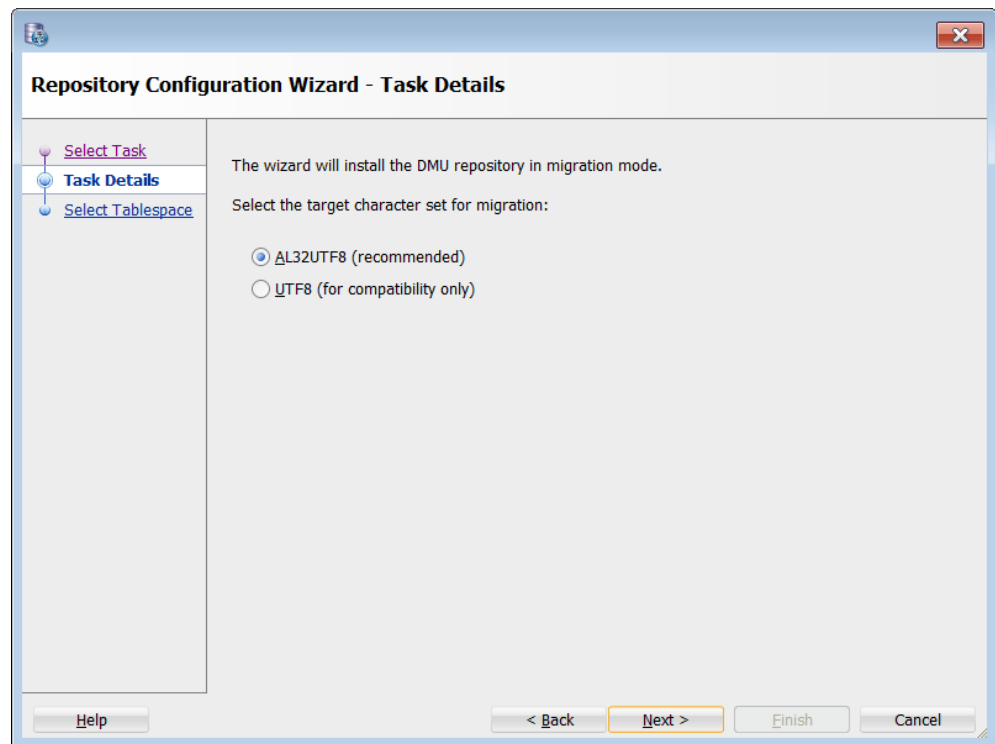 Repository Configuration Wizard - Task Details
Select Task
Task Details
Select Tablespace
The wizard will install the DMU repository in migration mode.
Select the target character set for migration:
AL32UTF8 (recommended)
UTF8 (for compatibility only)
Help
< Back
Next >
Finish
Cancel